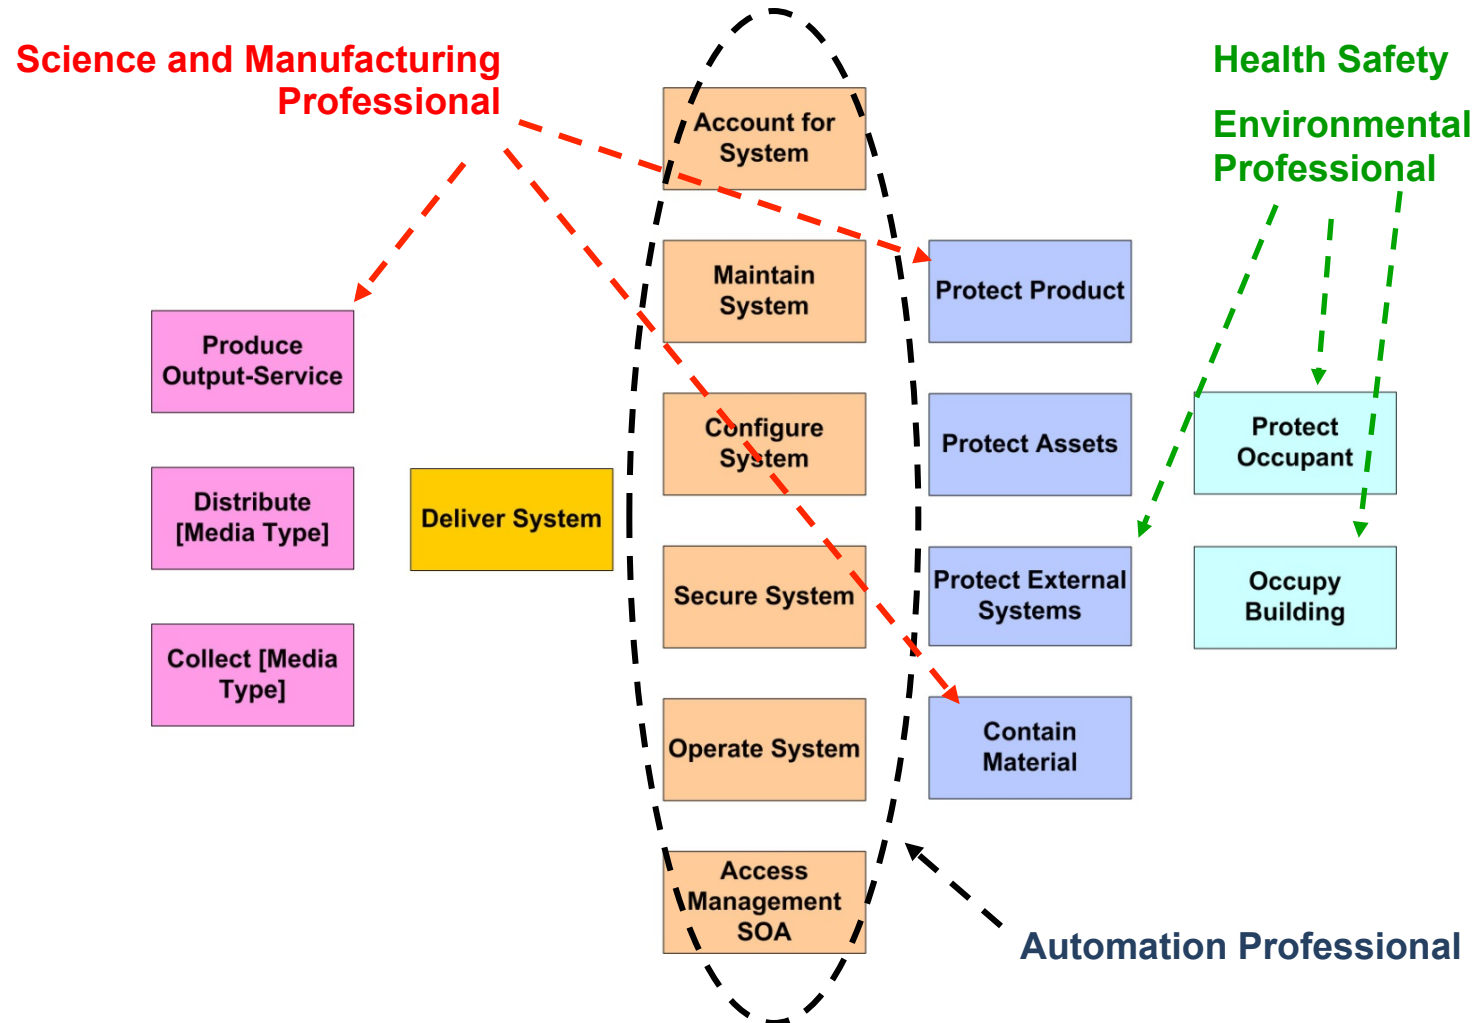 Science and Manufacturing
Professional
Health Safety
Environmental
Professional
Account for
System
Maintain
System
Protect Product
Produce
Output-Service
Configure
System
Protect Assets
Protect
Occupant
Distribute
[Media Type]
Deliver System
Secure System
Protect External
Systems
Occupy
Building
Collect [Media
Type]
Operate System
Contain
Material
Access
Management
SOA
Automation Professional